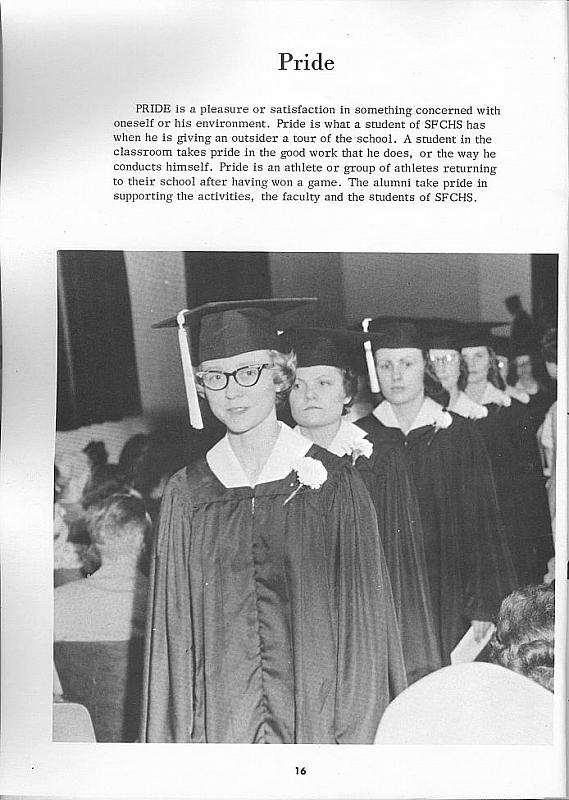 Pride
PRIDE is a pleasure or satisfaction in something concerned with
oneself or his environment. Pride is what a student of SFCHS has
when he is giving an outsider a tour of the school. A student in the
classroom takes pride in the good work that he does, or the way he
conducts himself. Pride is an athlete or group of athletes returning
to their school after having won a game. The alumni take pride in
supporting the activities, the faculty and the students of SFCHS.
16